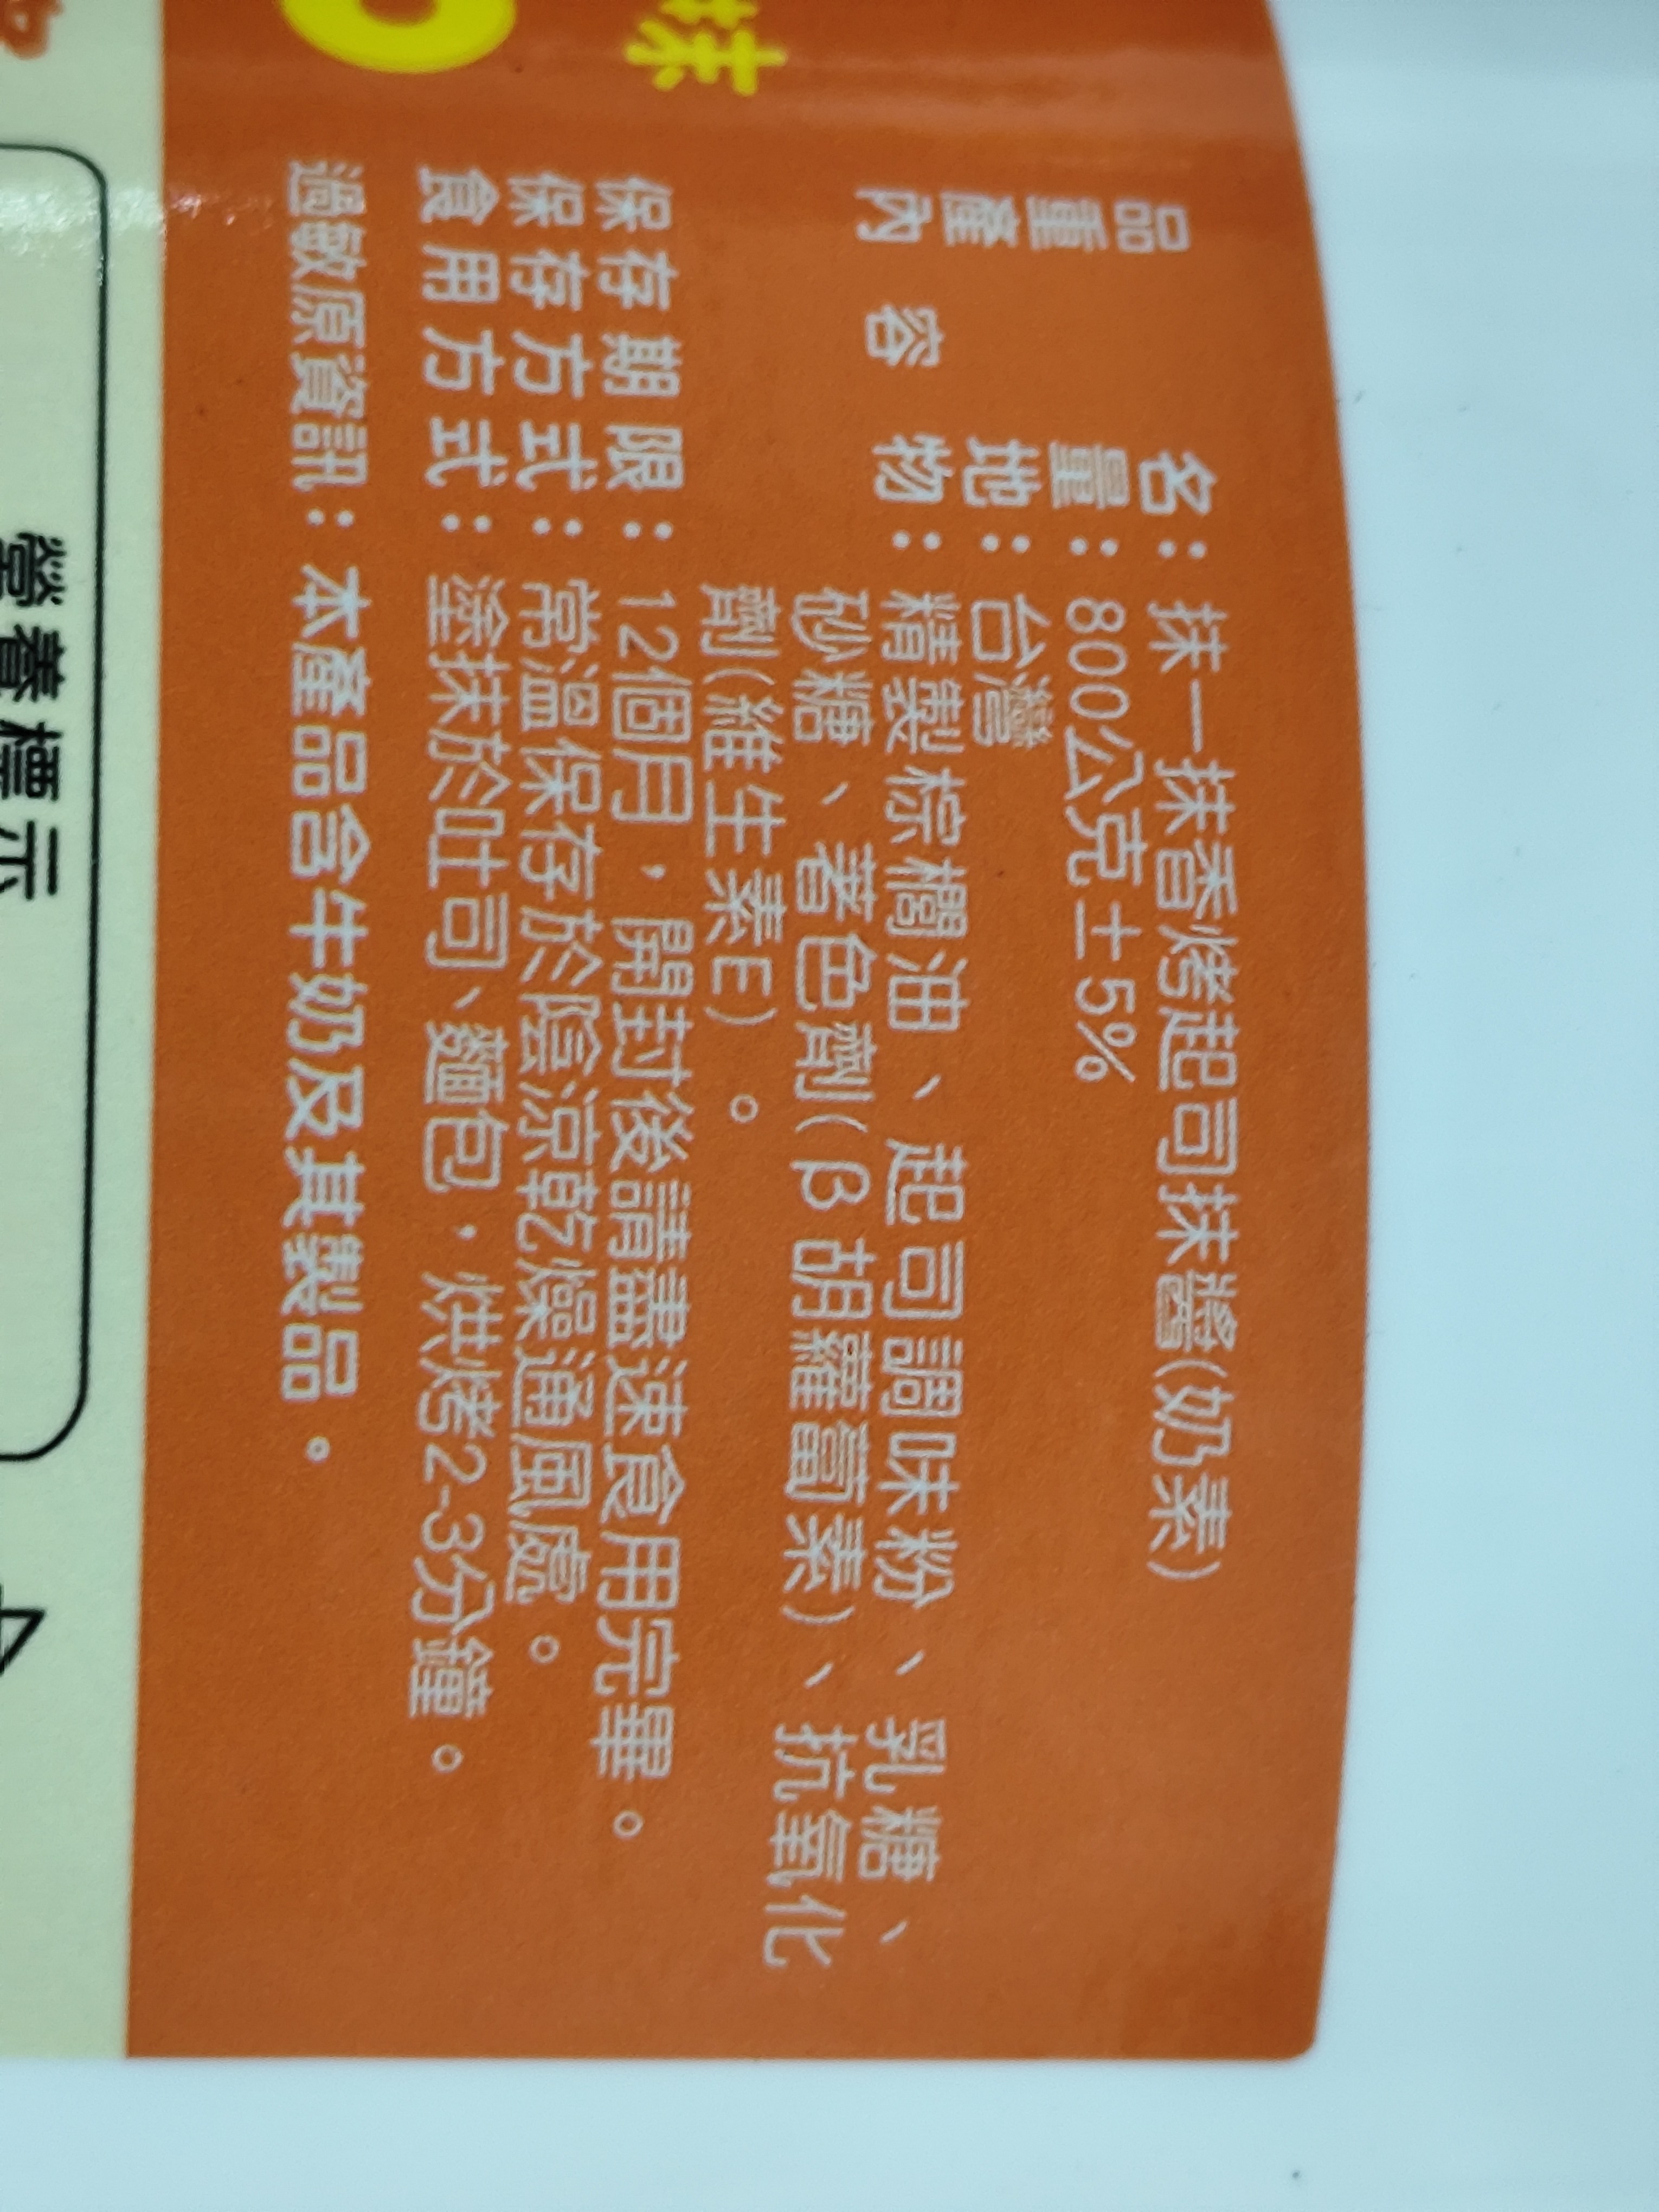 抹
品名：抹一抹香烤起司抹醬(奶素)
重量：800公克±5%
產地：台灣
內容物：精製棕櫚油、起司調味粉、乳糖、
砂糖、著色劑(β胡蘿蔔素)、抗氧化
劑(維生素E)。
保存期限：12個月，開封後請盡速食用完畢。
保存方式：常溫保存於陰涼乾燥通風處。
食用方式：塗抹於吐司、麵包，烘烤2-3分鐘。
過敏原資訊：本產品含牛奶及其製品。
營養標示